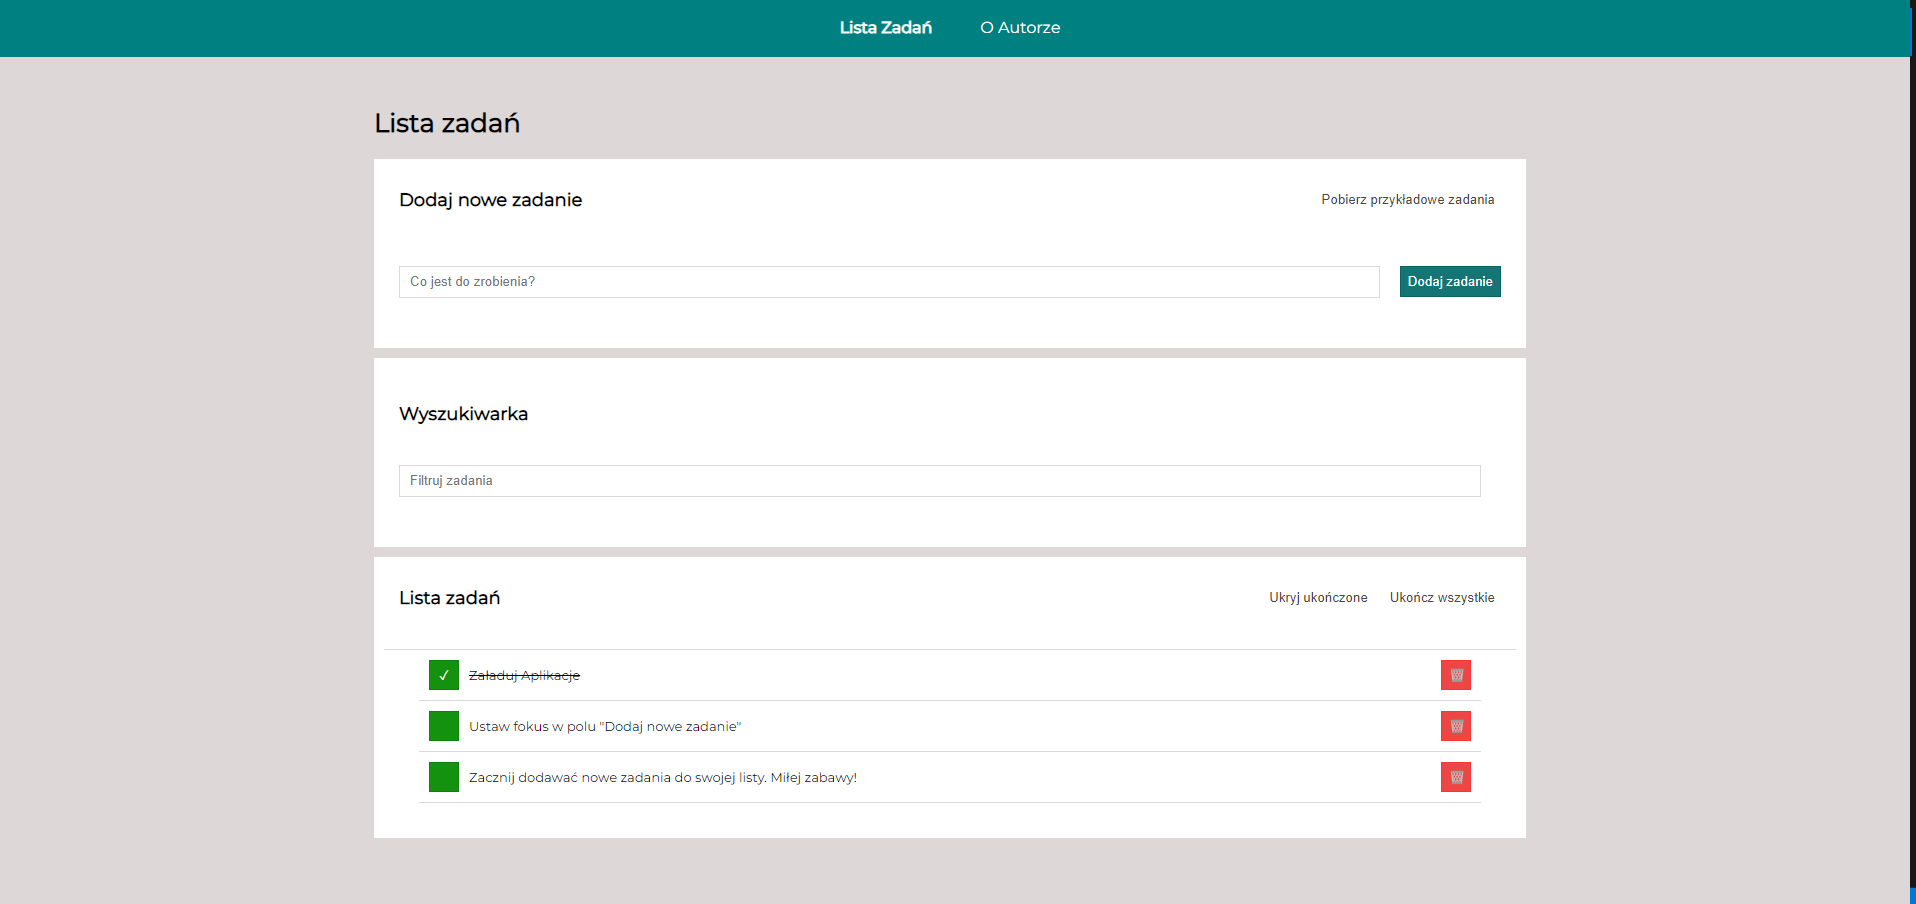 Lista Zadań O Autorze
Lista zadań
Dodaj nowe zadanie Pobierz przykładowe zadania
Co jest do zrobienia? Dodaj zadanie
Wyszukiwarka
Filtruj zadania
Lista zadań Ukryj ukończone Ukończ wszystkie
✓ Załaduj Aplikacje
Ustaw fokus w polu "Dodaj nowe zadanie"
Zacznij dodawać nowe zadania do swojej listy. Miłej zabawy!